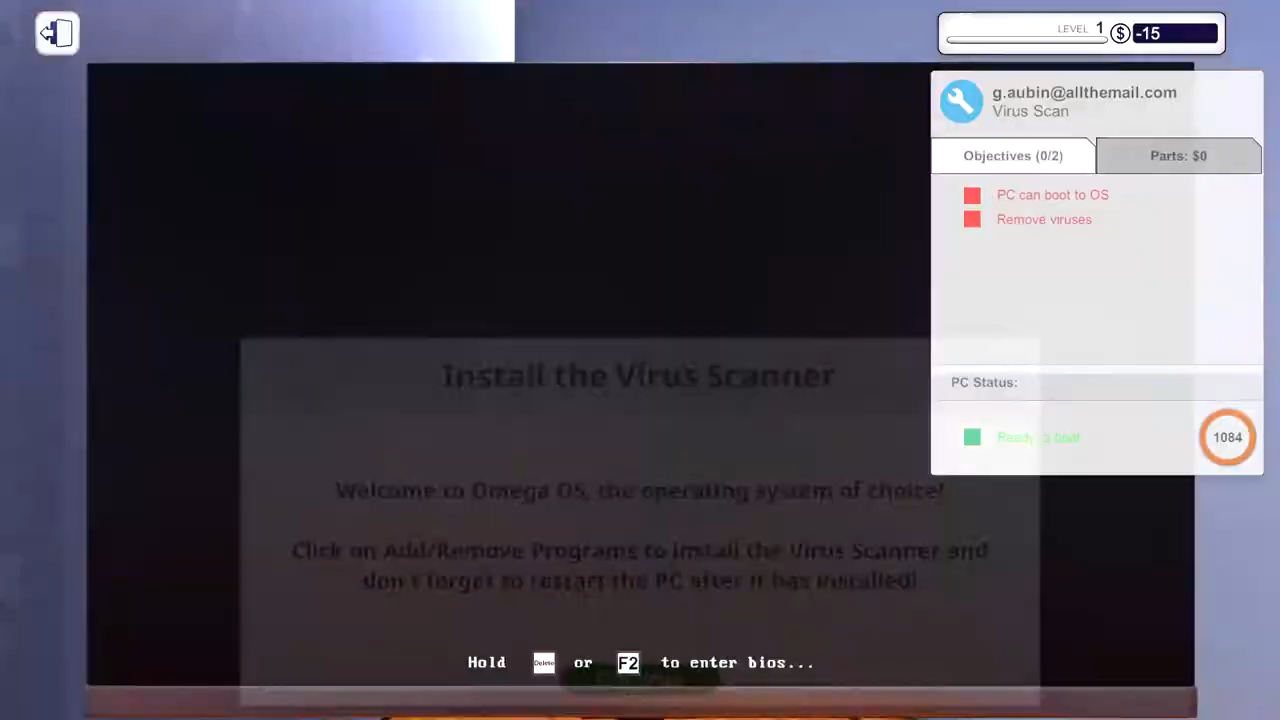 LEVEL 1 $ -15
g.aubin@allthemail.com
Virus Scan
Objectives (0/2)
Parts: $0
PC can boot to OS
Remove viruses
PC Status:
Ready to boot
1084
Install the Virus Scanner
Welcome to Omega OS, the operating system of choice!
Click on Add/Remove Programs to install the Virus Scanner and
don't forget to restart the PC after it has installed!
Hold Delete or F2 to enter bios...